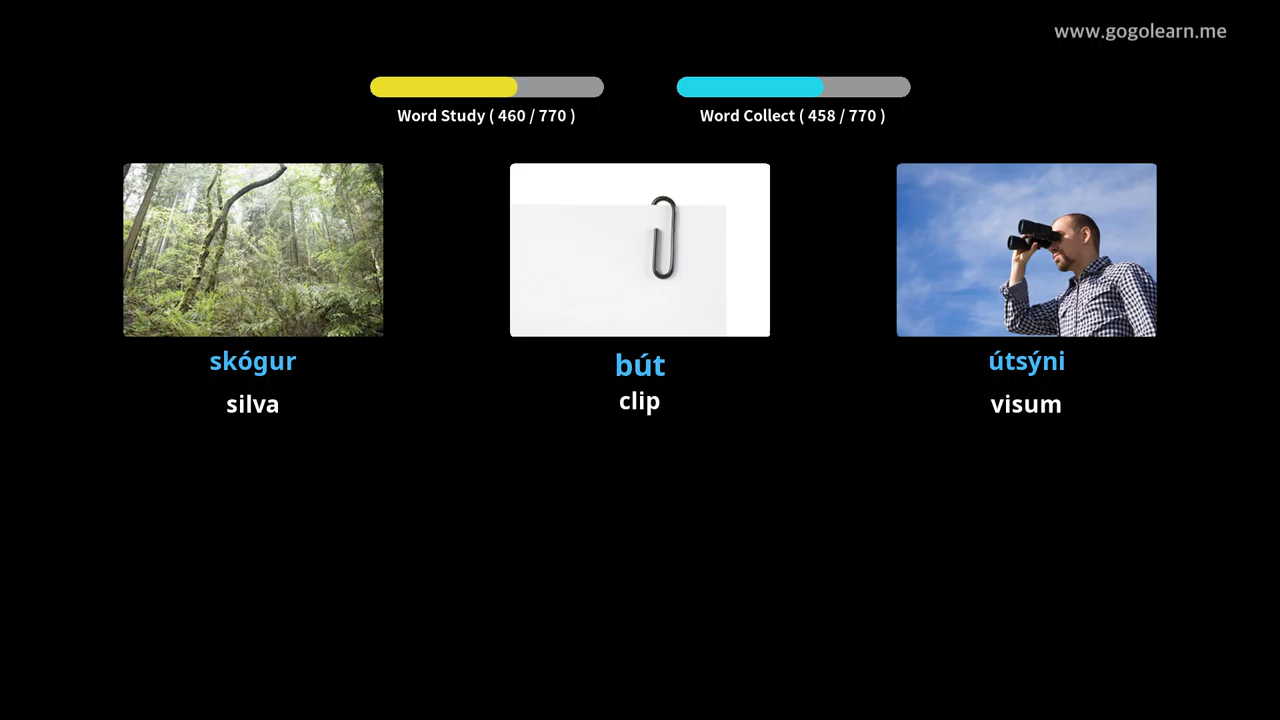 www.gogolearn.me
Word Study ( 460 / 770 )
Word Collect ( 458 / 770 )
skógur
silva
bút
clip
útsýni
visum